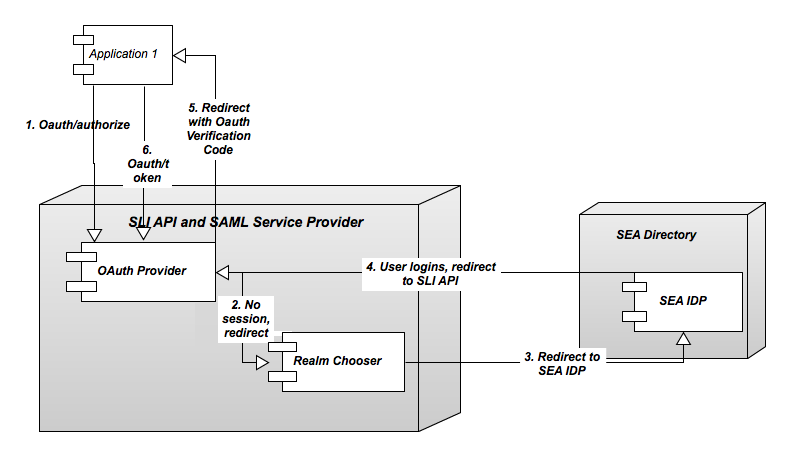 Application 1
1. Oauth/authorize
5. Redirect
with Oauth
Verification
Code
6.
Oauth/t
oken
SLI API and SAML Service Provider
SEA Directory
OAuth Provider
4. User logins, redirect
to SLI API
SEA IDP
2. No
session,
redirect
Realm Chooser
3. Redirect to
SEA IDP